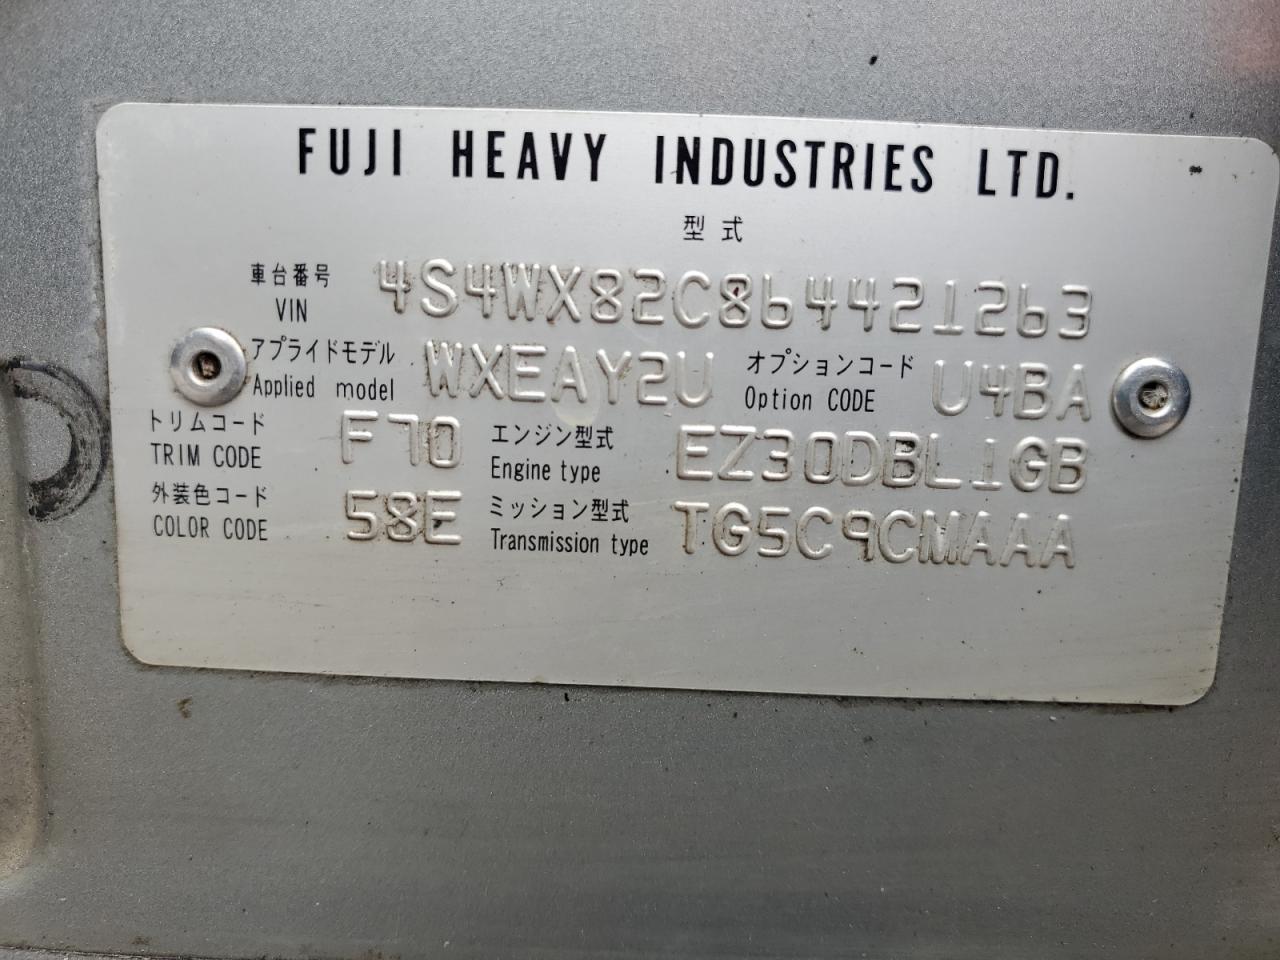 FUJI HEAVY INDUSTRIES LTD.
型式
車台番号 VIN 4S4WX82C864421263
アプライドモデル Applied model WXEAY2U オプションコード Option CODE U4BA
トリムコード TRIM CODE F70 エンジン型式 Engine type EZ30DBL1GB
外装色コード COLOR CODE 58E ミッション型式 Transmission type TG5C9CMAAA